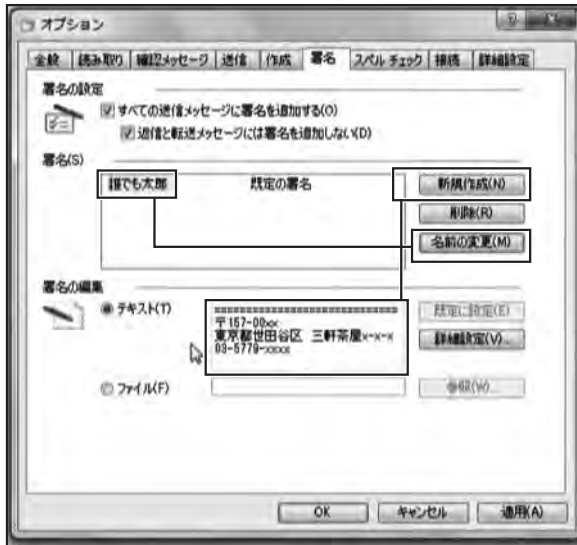 オプション
全般 読み取り 確認メッセージ 送信 作成 署名 スペル チェック 接続 詳細設定
署名の設定
すべての送信メッセージに署名を追加する(O)
返信と転送メッセージには署名を追加しない(D)
署名(S)
誰でも太郎 既定の署名 新規作成(N)
削除(R)
名前の変更(M)
署名の編集
テキスト(T) ============================== 既定に設定(E)
〒157-00xx
東京都世田谷区 三軒茶屋x-x-x 詳細設定(V)...
03-5779-xxxx
ファイル(F) 参照(W)...
OK キャンセル 適用(A)